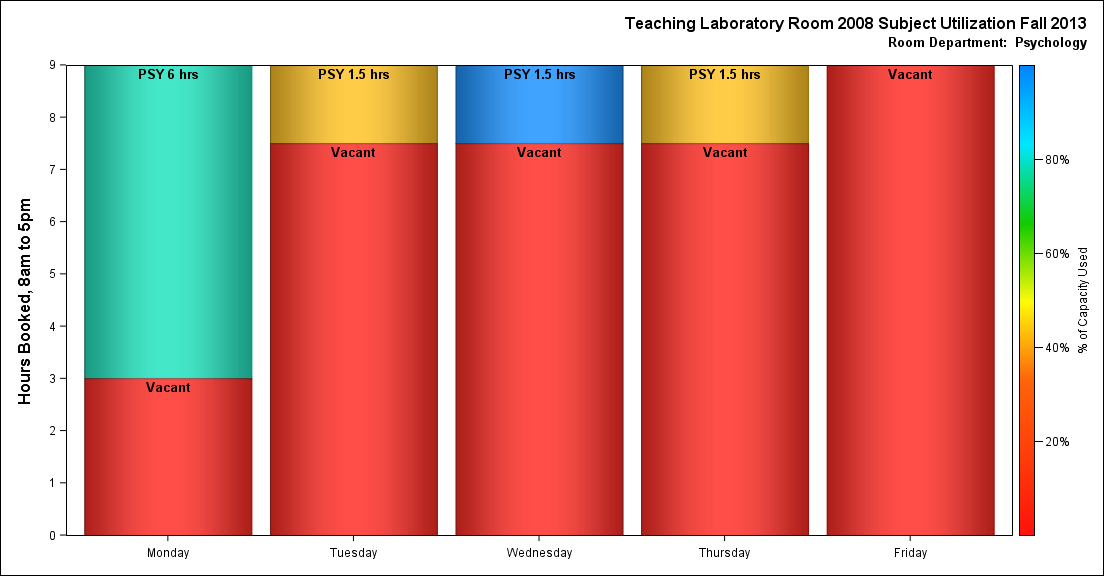 Teaching Laboratory Room 2008 Subject Utilization Fall 2013
Room Department: Psychology
Hours Booked, 8am to 5pm
9
8
7
6
5
4
3
2
1
0
PSY 6 hrs
Vacant
PSY 1.5 hrs
Vacant
PSY 1.5 hrs
Vacant
PSY 1.5 hrs
Vacant
Vacant
Monday
Tuesday
Wednesday
Thursday
Friday
80%
60%
40%
20%
% of Capacity Used